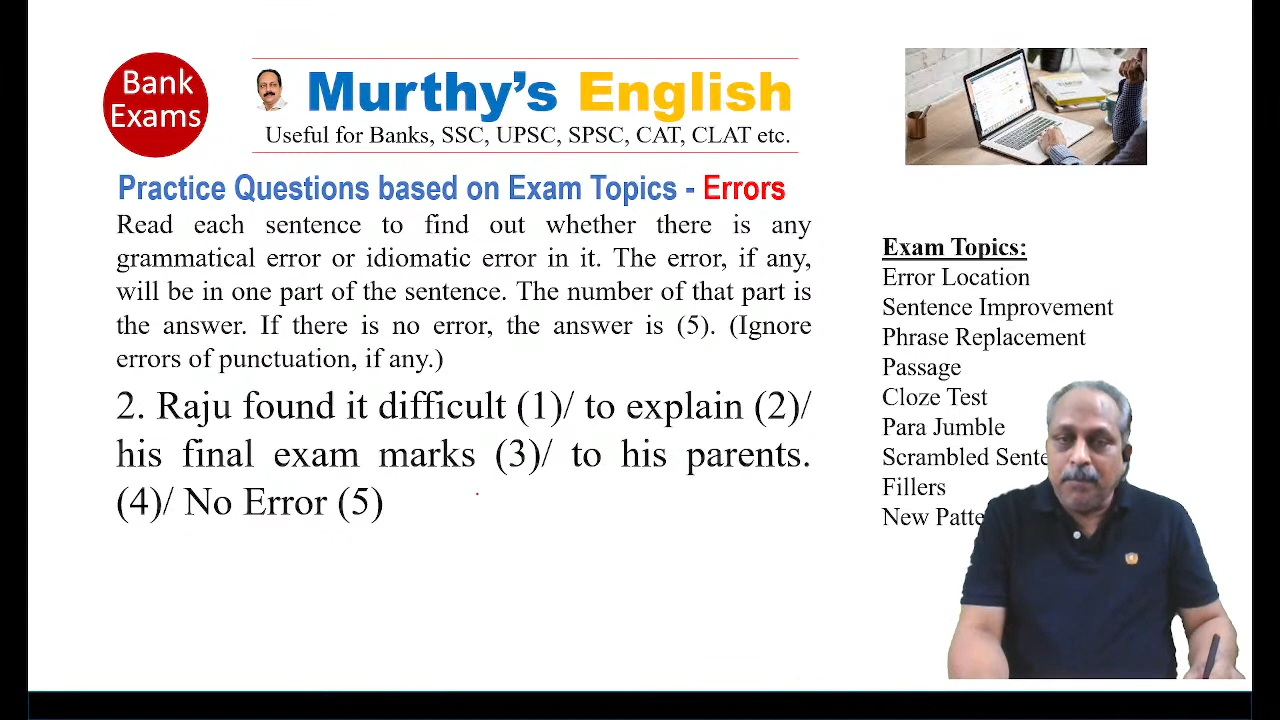 Bank
Exams
Murthy’s English
Useful for Banks, SSC, UPSC, SPSC, CAT, CLAT etc.
Practice Questions based on Exam Topics - Errors
Read each sentence to find out whether there is any
grammatical error or idiomatic error in it. The error, if any,
will be in one part of the sentence. The number of that part is
the answer. If there is no error, the answer is (5). (Ignore
errors of punctuation, if any.)
2. Raju found it difficult (1)/ to explain (2)/
his final exam marks (3)/ to his parents.
(4)/ No Error (5)
Exam Topics:
Error Location
Sentence Improvement
Phrase Replacement
Passage
Cloze Test
Para Jumble
Scrambled
Fillers
New